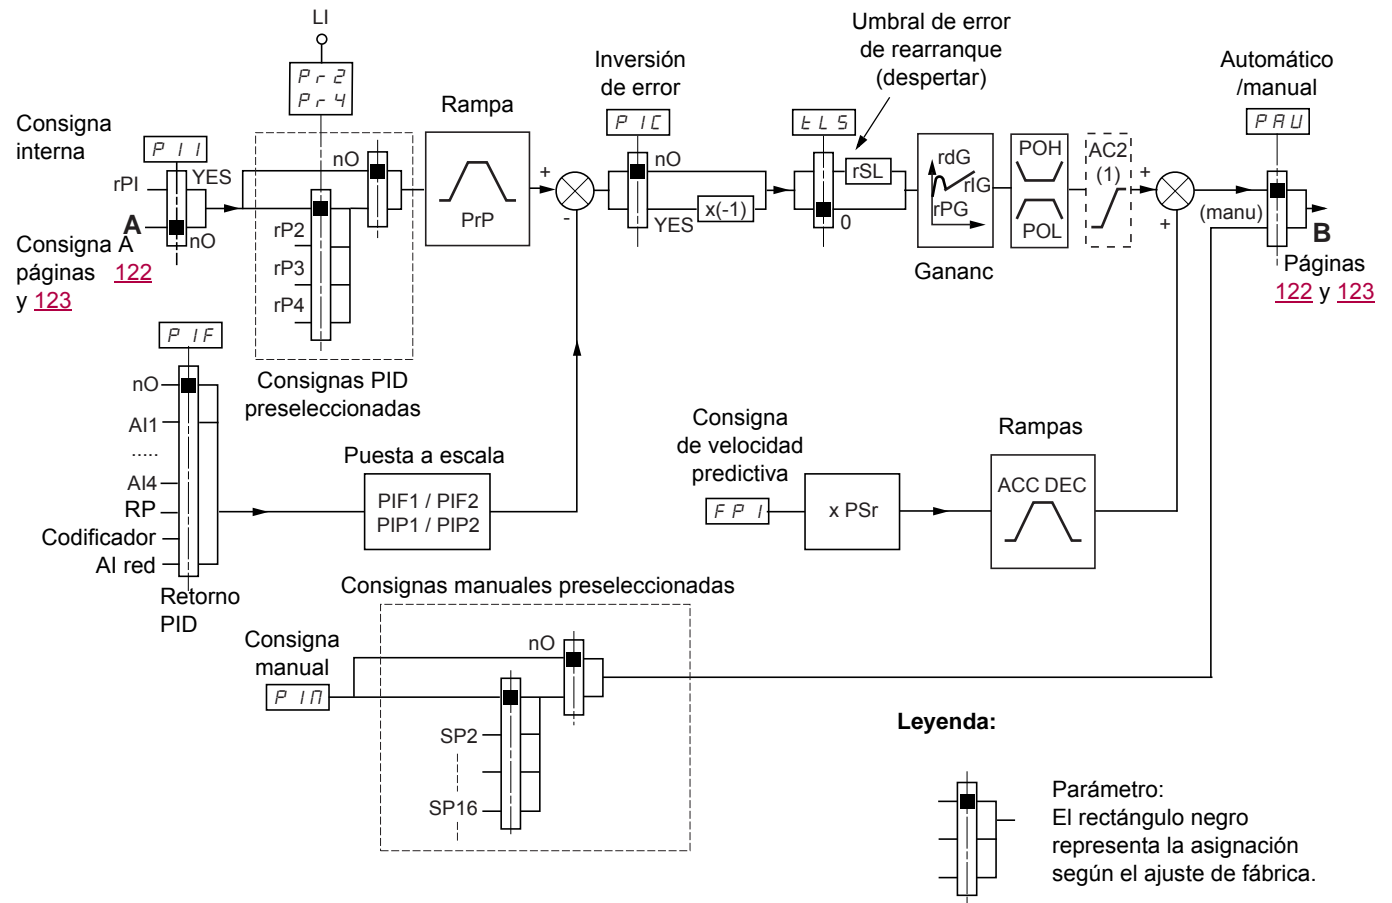 LI
Pr2
Pr4
Consigna
interna
PII
rPI
YES
A
nO
Consigna A
páginas 122
y 123
nO
rP2
rP3
rP4
Consignas PID
preseleccionadas
Rampa
PrP
+
-
Inversión
de error
PIC
nO
YES
x(-1)
Umbral de error
de rearranque
(despertar)
tLS
rSL
0
rdG
rIG
rPG
Gananc
POH
POL
AC2
(1)
+
+
Automático
/manual
PAU
(manu)
B
Páginas
122 y 123
PIF
nO
AI1
.....
AI4
RP
Codificador
AI red
Retorno
PID
Puesta a escala
PIF1 / PIF2
PIP1 / PIP2
Consigna
de velocidad
predictiva
FPI
x PSr
Rampas
ACC DEC
Consignas manuales preseleccionadas
Consigna
manual
PIM
nO
SP2
SP16
Leyenda:
Parámetro:
El rectángulo negro
representa la asignación
según el ajuste de fábrica.